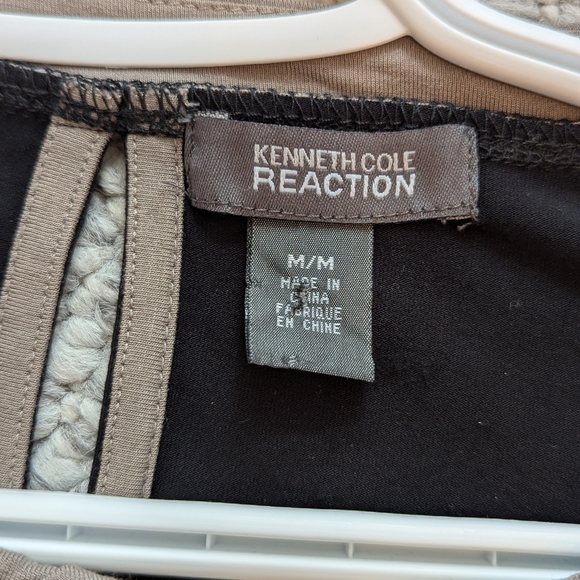 KENNETH COLE
REACTION
M/M
MADE IN
CHINA
FABRIQUE
EN CHINE